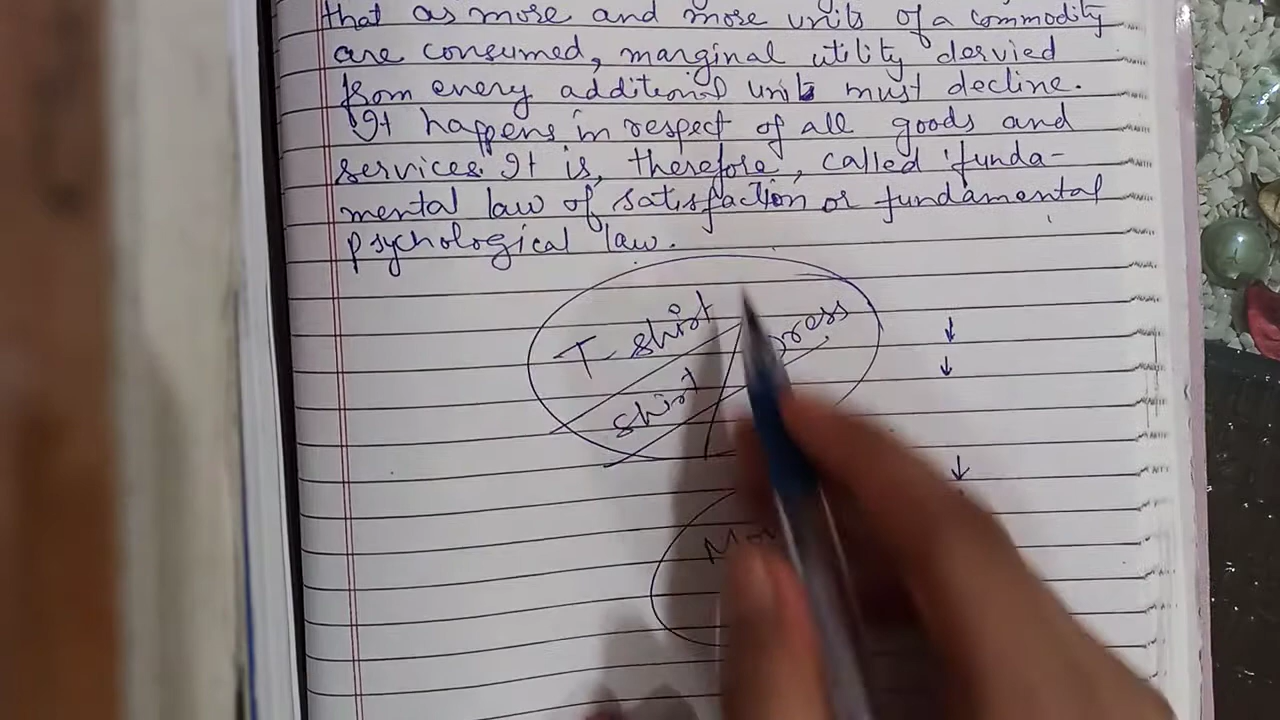 that as more and more units of a commodity
are consumed, marginal utility dervied
from every additional unit must decline.
It happens in respect of all goods and
services. It is, therefore, called 'funda-
mental law of satisfaction or fundamental
psychological law.
T-shirt
shirt